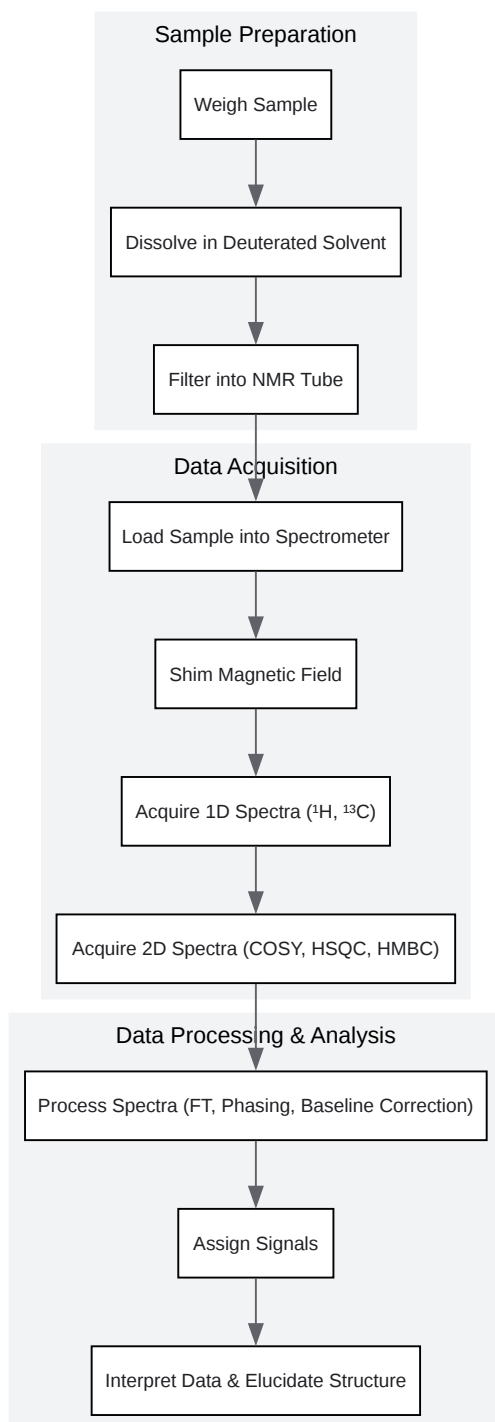 Sample Preparation
Weigh Sample
Dissolve in Deuterated Solvent
Filter into NMR Tube
Data Acquisition
Load Sample into Spectrometer
Shim Magnetic Field
Acquire 1D Spectra (¹H, ¹³C)
Acquire 2D Spectra (COSY, HSQC, HMBC)
Data Processing & Analysis
Process Spectra (FT, Phasing, Baseline Correction)
Assign Signals
Interpret Data & Elucidate Structure